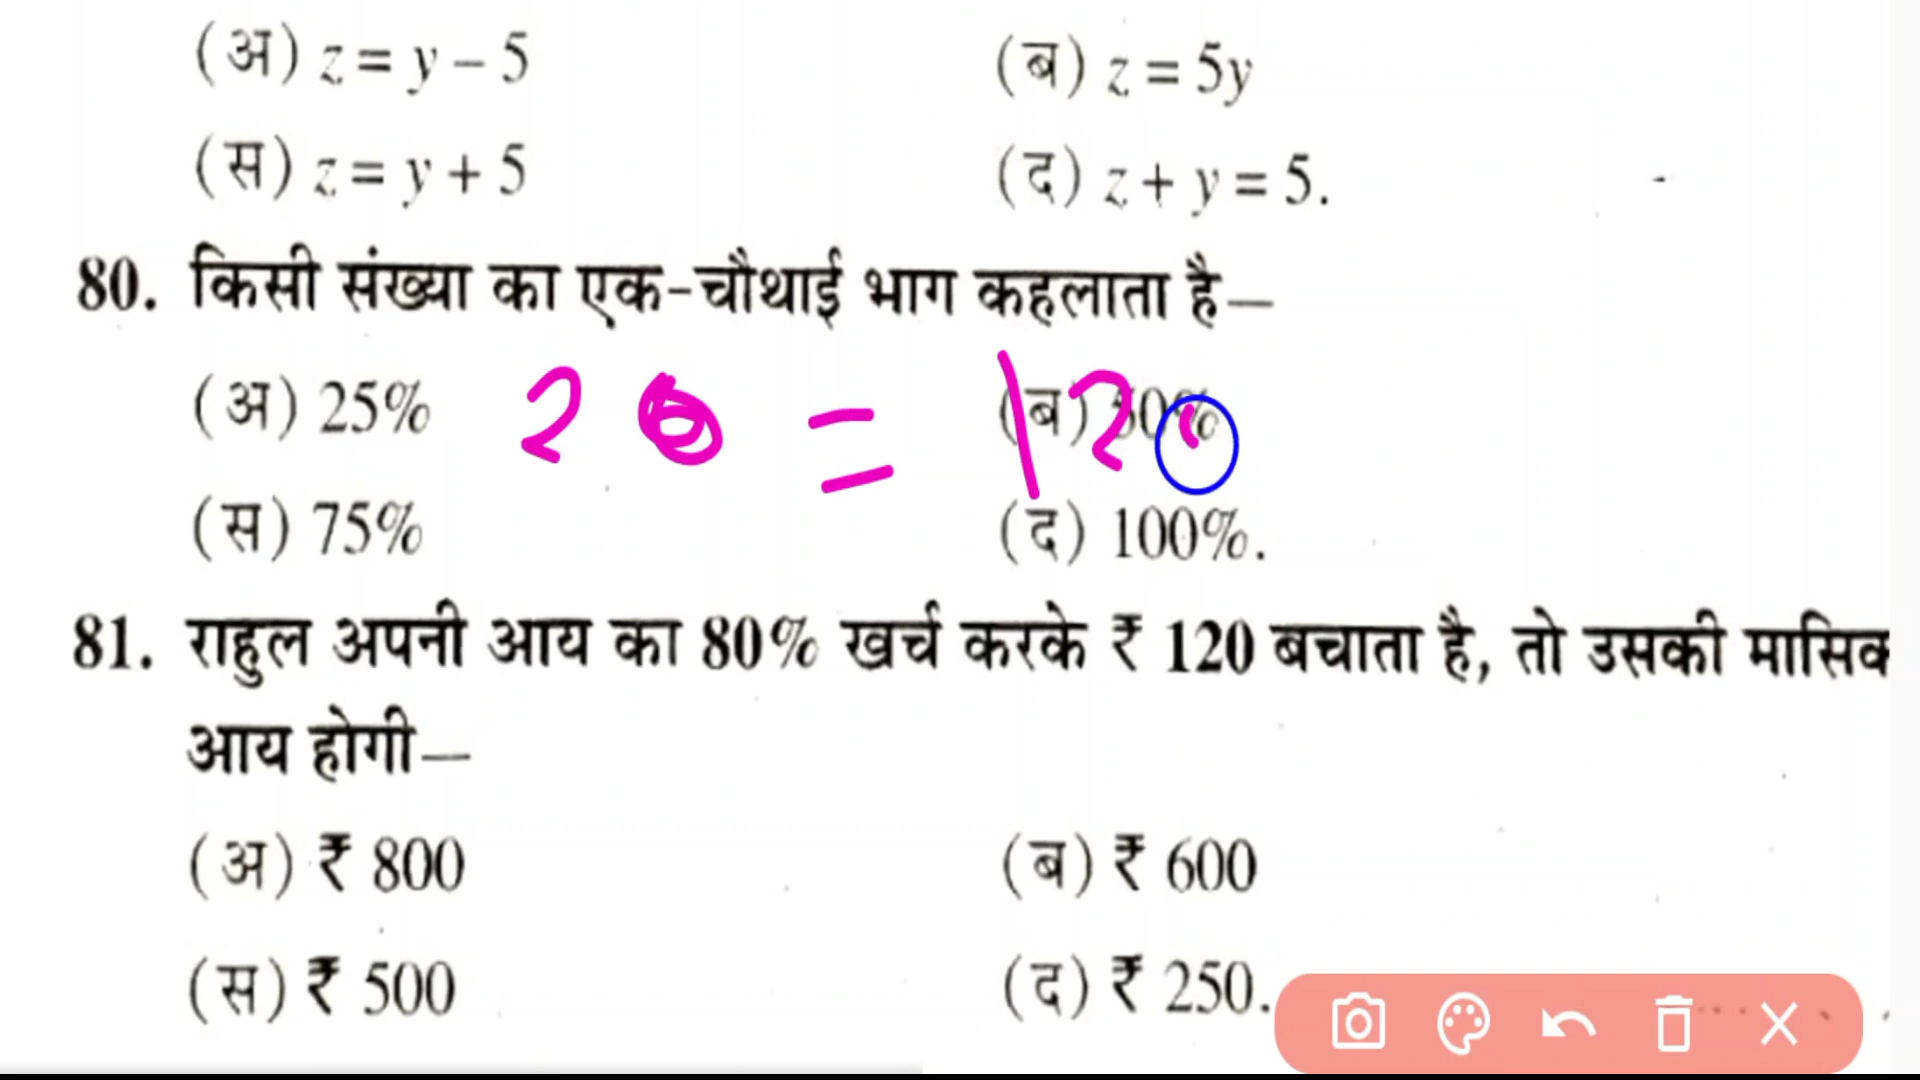 (अ) z = y – 5 (ब) z = 5y
(स) z = y + 5 (द) z + y = 5.
80. किसी संख्या का एक-चौथाई भाग कहलाता है—
(अ) 25% 20 = 120 (ब) 50%
(स) 75% (द) 100%.
81. राहुल अपनी आय का 80% खर्च करके ₹ 120 बचाता है, तो उसकी मासिक
आय होगी—
(अ) ₹ 800 (ब) ₹ 600
(स) ₹ 500 (द) ₹ 250.